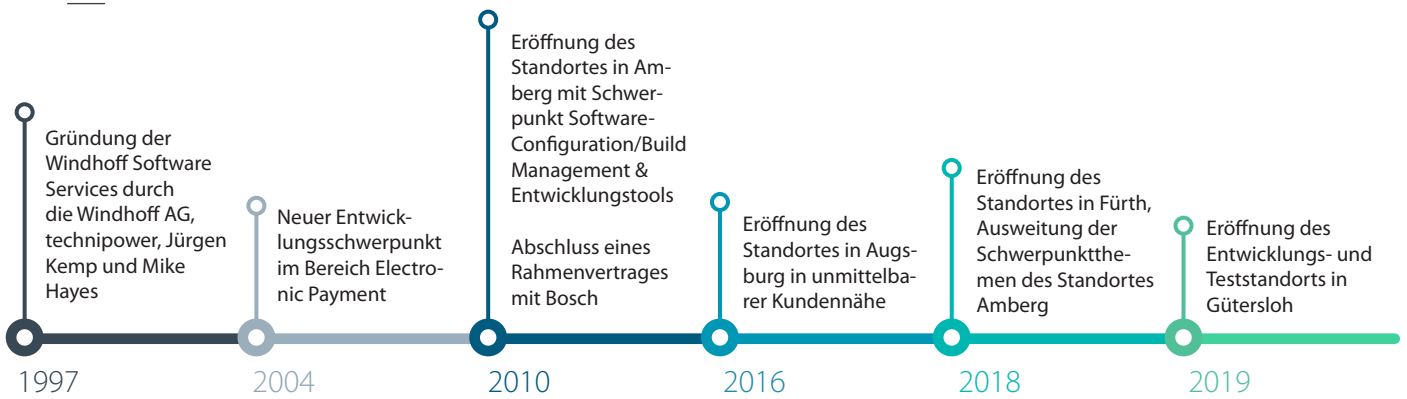 Gründung der
Windhoff Software
Services durch
die Windhoff AG,
technipower, Jürgen
Kemp und Mike
Hayes
1997
Neuer Entwick-
lungsschwerpunkt
im Bereich Electro-
nic Payment
2004
Eröffnung des
Standortes in Am-
berg mit Schwer-
punkt Software-
Configuration/Build
Management &
Entwicklungstools
Abschluss eines
Rahmenvertrages
mit Bosch
2010
Eröffnung des
Standortes in Augs-
burg in unmittelba-
rer Kundennähe
2016
Eröffnung des
Standortes in Fürth,
Ausweitung der
Schwerpunktthe-
men des Standortes
Amberg
2018
Eröffnung des
Entwicklungs- und
Teststandorts in
Gütersloh
2019